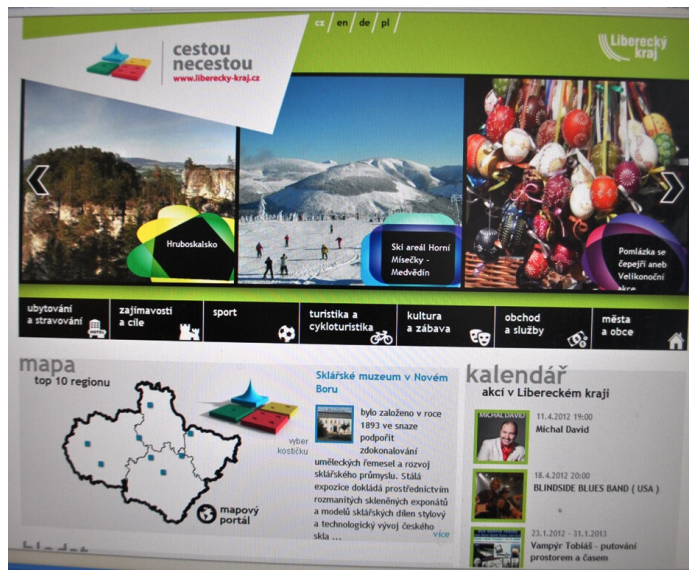 cz / en / de / pl /
cestou
necestou
www.liberecky-kraj.cz
Liberecký
kraj
Hruboskalsko
Ski areál Horní
Mísečky -
Medvědín
Pomlázka se
čepejří aneb
Velikonoční
akce
ubytování
a stravování
HOTEL
zajímavosti
a cíle
sport
turistika a
cykloturistika
kultura
a zábava
obchod
a služby
města
a obce
mapa
top 10 regionu
vyber
kostičku
mapový
portál
Sklářské muzeum v Novém
Boru
bylo založeno v roce
1893 ve snaze
podpořit
zdokonalování
uměleckých řemesel a rozvoj
sklářského průmyslu. Stálá
expozice dokládá prostřednictvím
rozmanitých skleněných exponátů
a modelů sklářských dílen stylový
a technologický vývoj českého
skla ... více
kalendář
akcí v Libereckém kraji
MICHAL DAVID
11.4.2012 19:00
Michal David
18.4.2012 20:00
BLINDSIDE BLUES BAND ( USA )
23.1.2012 - 31.1.2013
Vampýr Tobiáš - putování
prostorem a časem